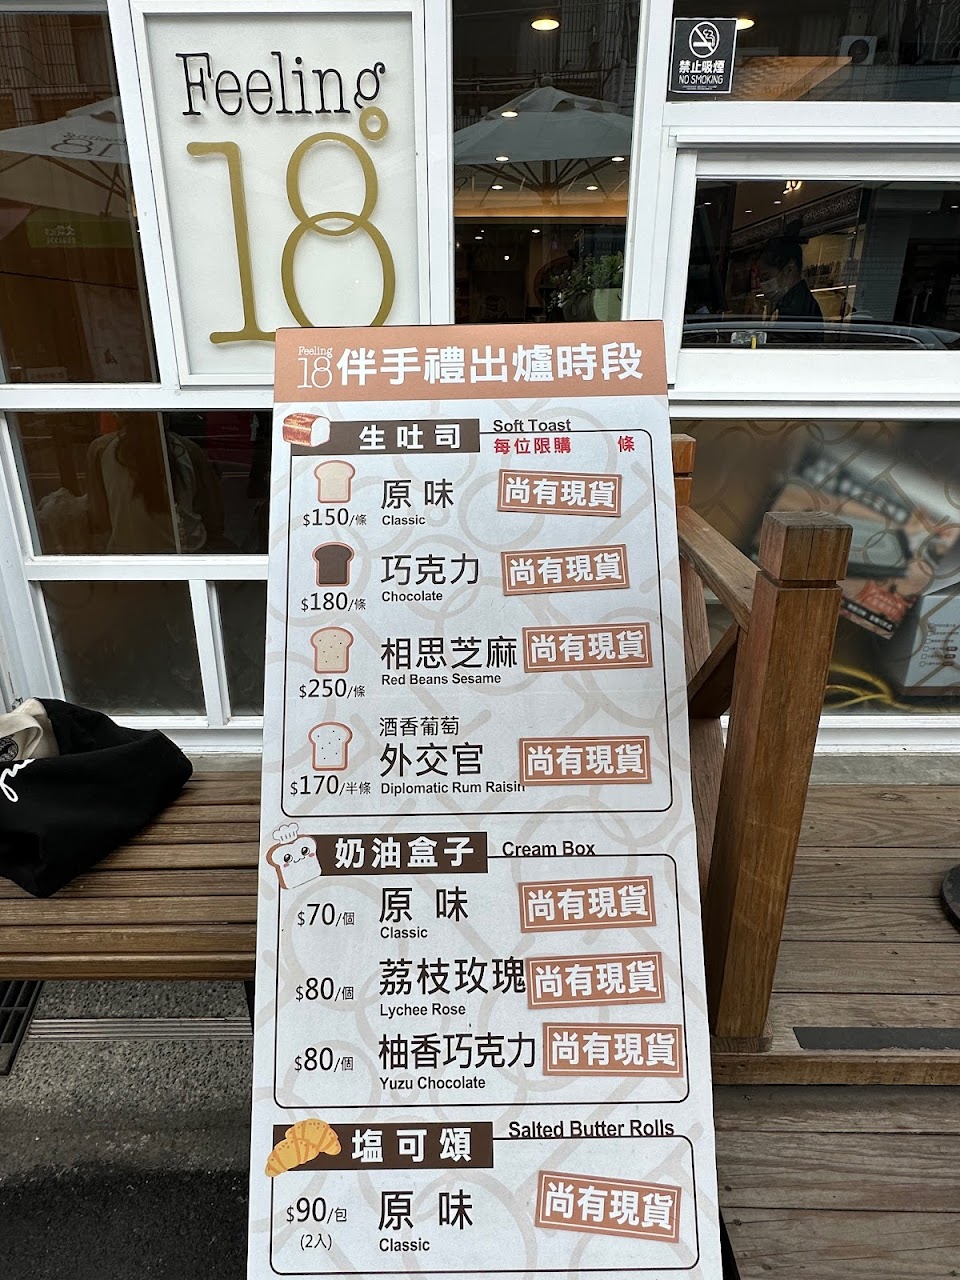 Feeling
18°
禁止吸煙
NO SMOKING
Feeling
18 伴手禮出爐時段
生吐司 Soft Toast
每位限購 條
原味 尚有現貨
$150/條 Classic
巧克力 尚有現貨
$180/條 Chocolate
相思芝麻 尚有現貨
$250/條 Red Beans Sesame
酒香葡萄
外交官 尚有現貨
$170/半條 Diplomatic Rum Raisin
奶油盒子 Cream Box
$70/個 原味 尚有現貨
Classic
$80/個 荔枝玫瑰 尚有現貨
Lychee Rose
$80/個 柚香巧克力 尚有現貨
Yuzu Chocolate
塩可頌 Salted Butter Rolls
$90/包 原味 尚有現貨
(2入) Classic